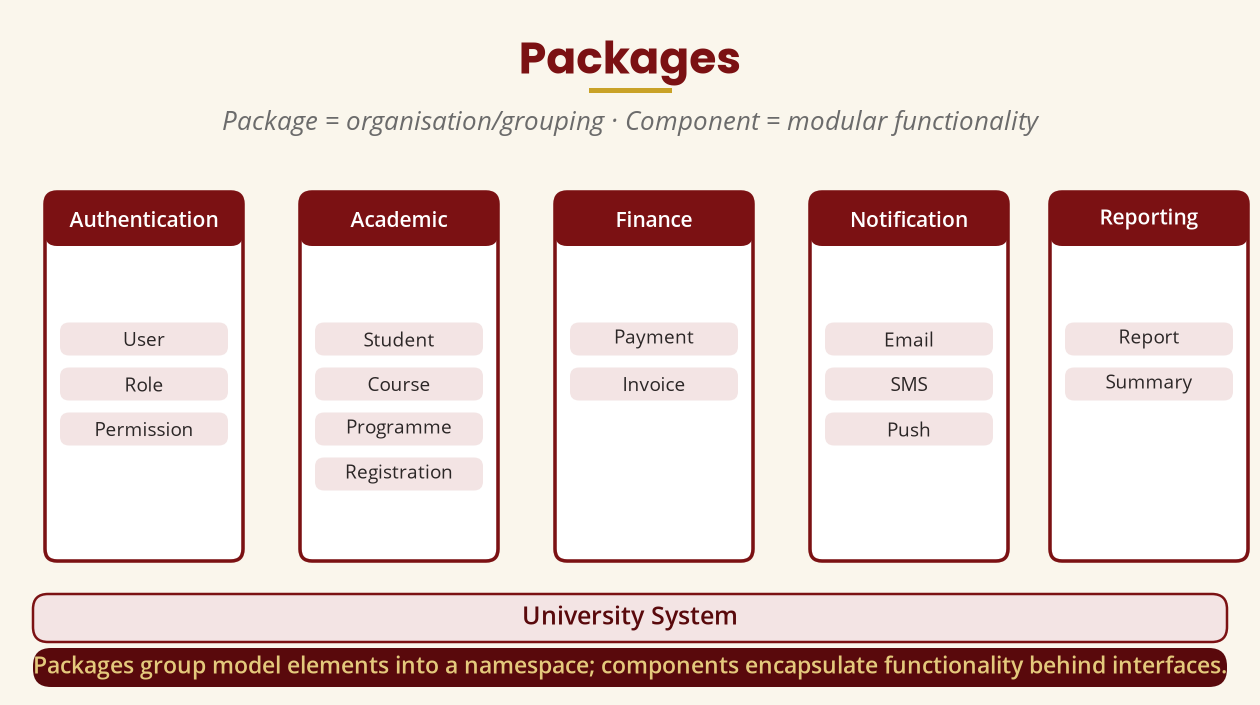 Packages
Package = organisation/grouping · Component = modular functionality
Authentication
User
Role
Permission
Academic
Student
Course
Programme
Registration
Finance
Payment
Invoice
Notification
Email
SMS
Push
Reporting
Report
Summary
University System
Packages group model elements into a namespace; components encapsulate functionality behind interfaces.